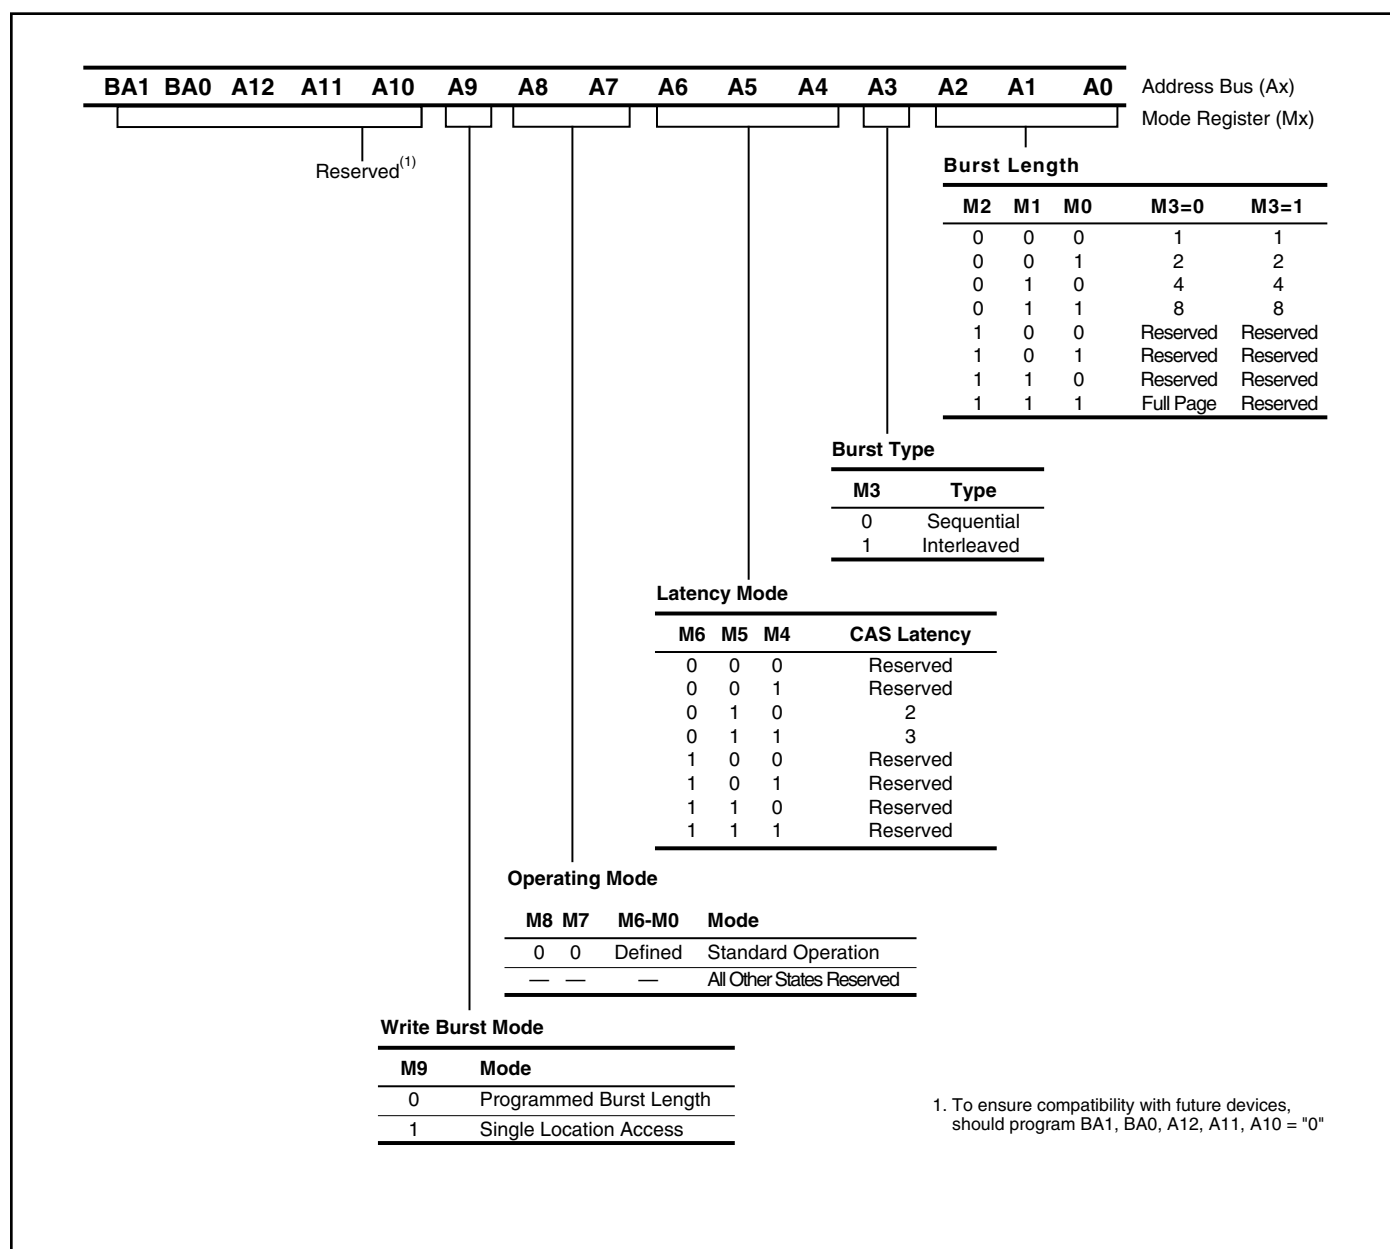 BA1 BA0 A12 A11 A10 A9 A8 A7 A6 A5 A4 A3 A2 A1 A0 Address Bus (Ax)
Mode Register (Mx)
Reserved(1)
Burst Length
M2 M1 M0 M3=0 M3=1
0 0 0 1 1
0 0 1 2 2
0 1 0 4 4
0 1 1 8 8
1 0 0 Reserved Reserved
1 0 1 Reserved Reserved
1 1 0 Reserved Reserved
1 1 1 Full Page Reserved
Burst Type
M3 Type
0 Sequential
1 Interleaved
Latency Mode
M6 M5 M4 CAS Latency
0 0 0 Reserved
0 0 1 Reserved
0 1 0 2
0 1 1 3
1 0 0 Reserved
1 0 1 Reserved
1 1 0 Reserved
1 1 1 Reserved
Operating Mode
M8 M7 M6-M0 Mode
0 0 Defined Standard Operation
— — — All Other States Reserved
Write Burst Mode
M9 Mode
0 Programmed Burst Length
1 Single Location Access
1. To ensure compatibility with future devices,
should program BA1, BA0, A12, A11, A10 = "0"